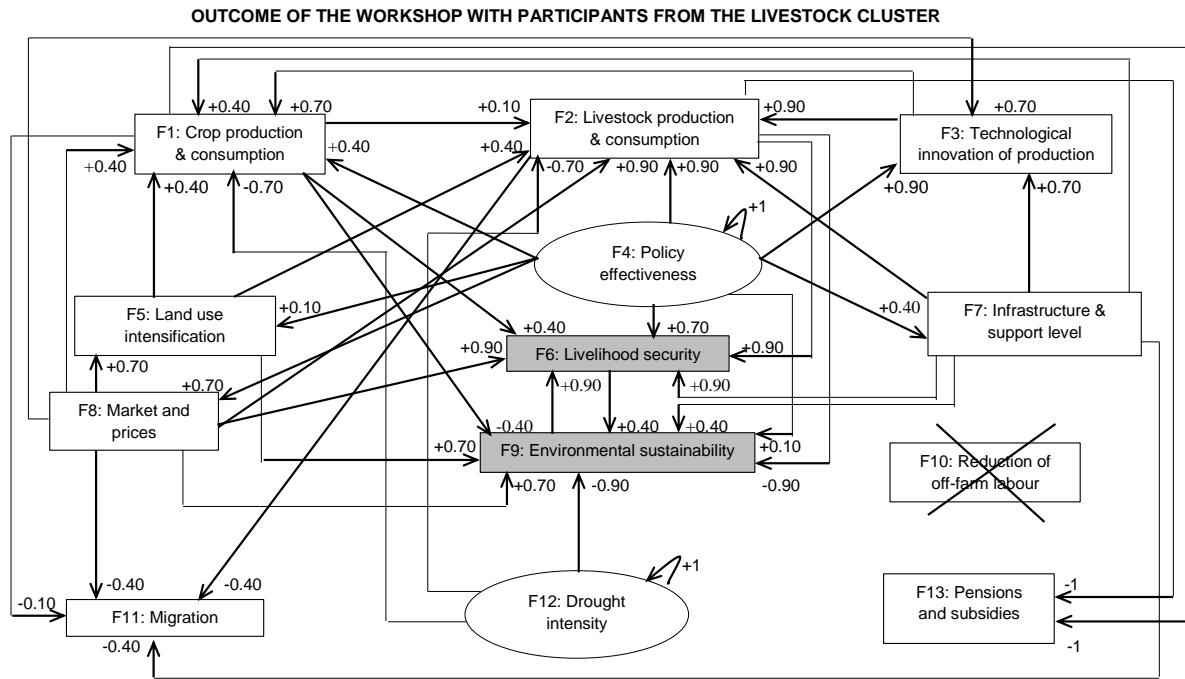 OUTCOME OF THE WORKSHOP WITH PARTICIPANTS FROM THE LIVESTOCK CLUSTER
+0.40
+0.70
+0.10
+0.90
+0.70
F1: Crop production
& consumption
F2: Livestock production
& consumption
F3: Technological
innovation of production
+0.40
+0.40
+0.40
+0.40
-0.70
-0.70
+0.90
+0.90
+0.90
+0.90
+0.70
+1
F4: Policy
effectiveness
F5: Land use
intensification
+0.10
+0.40
F7: Infrastructure &
support level
+0.40
+0.70
+0.90
F6: Livelihood security
+0.90
+0.70
+0.70
+0.90
+0.90
F8: Market and
prices
-0.40
+0.40
+0.40
+0.70
F9: Environmental sustainability
+0.10
+0.70
-0.90
-0.90
F10: Reduction of
off-farm labour
-0.40
-0.40
+1
-0.10
F11: Migration
-0.40
F12: Drought
intensity
F13: Pensions
and subsidies
-1
-1